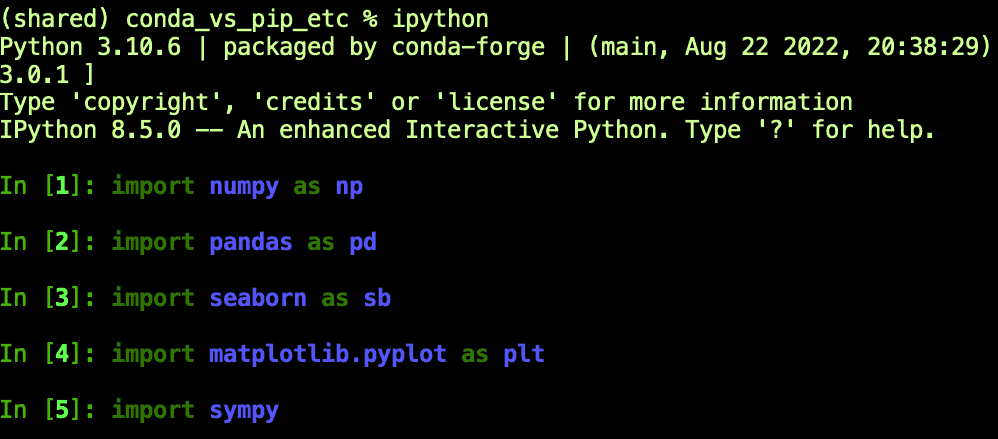 (shared) conda_vs_pip_etc % ipython
Python 3.10.6 | packaged by conda-forge | (main, Aug 22 2022, 20:38:29)
3.0.1 ]
Type 'copyright', 'credits' or 'license' for more information
IPython 8.5.0 -- An enhanced Interactive Python. Type '?' for help.
In [1]: import numpy as np
In [2]: import pandas as pd
In [3]: import seaborn as sb
In [4]: import matplotlib.pyplot as plt
In [5]: import sympy